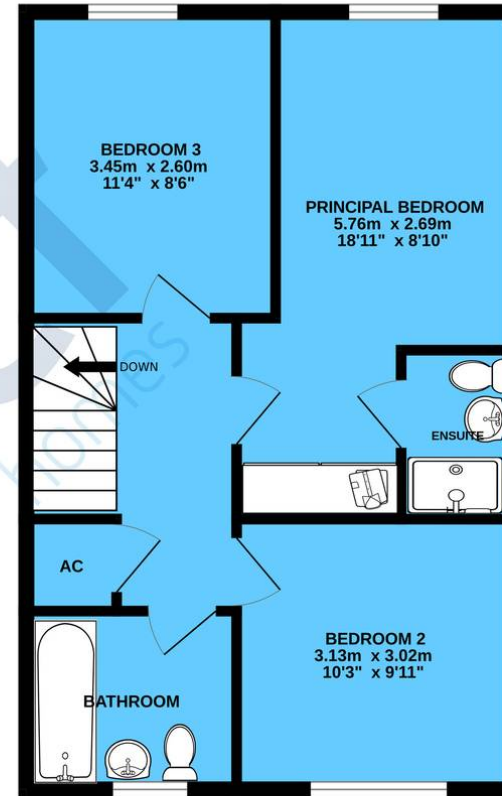 BEDROOM 3
3.45m x 2.60m
11'4" x 8'6"
PRINCIPAL BEDROOM
5.76m x 2.69m
18'11" x 8'10"
DOWN
ENSUITE
AC
BEDROOM 2
3.13m x 3.02m
10'3" x 9'11"
BATHROOM
homes